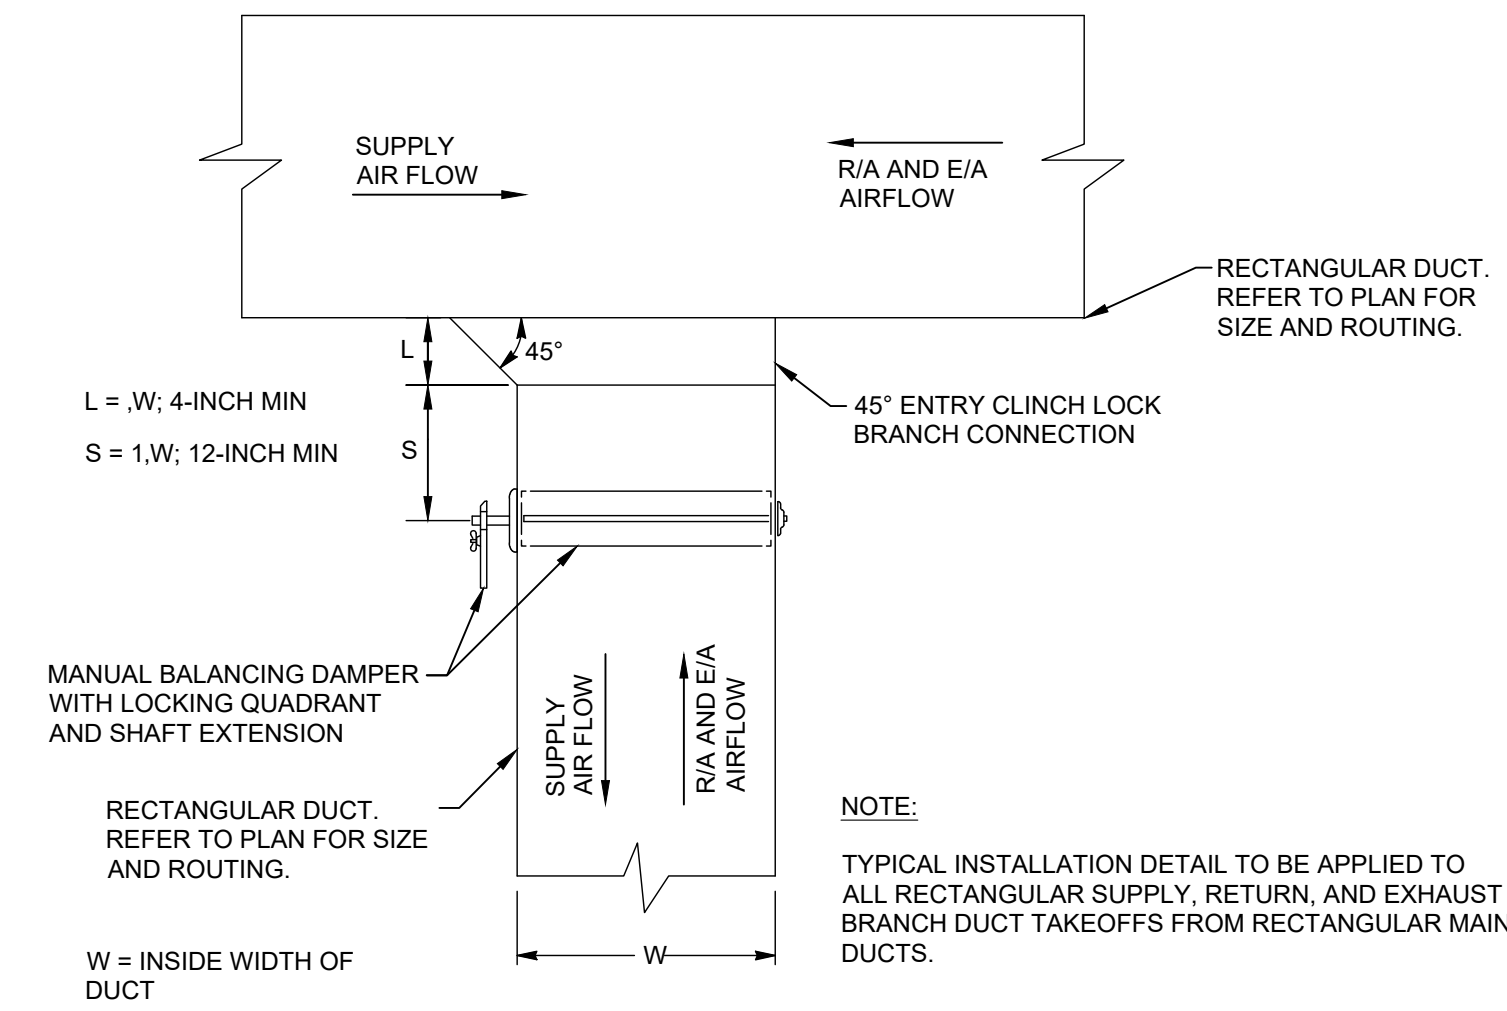 SUPPLY
AIR FLOW
R/A AND E/A
AIRFLOW
RECTANGULAR DUCT.
REFER TO PLAN FOR
SIZE AND ROUTING.
L
45°
L = ,W; 4-INCH MIN
S = 1,W; 12-INCH MIN
S
45° ENTRY CLINCH LOCK
BRANCH CONNECTION
MANUAL BALANCING DAMPER
WITH LOCKING QUADRANT
AND SHAFT EXTENSION
SUPPLY
AIR FLOW
R/A AND E/A
AIRFLOW
RECTANGULAR DUCT.
REFER TO PLAN FOR SIZE
AND ROUTING.
NOTE:
TYPICAL INSTALLATION DETAIL TO BE APPLIED TO
ALL RECTANGULAR SUPPLY, RETURN, AND EXHAUST
BRANCH DUCT TAKEOFFS FROM RECTANGULAR MAIN
DUCTS.
W
W = INSIDE WIDTH OF
DUCT